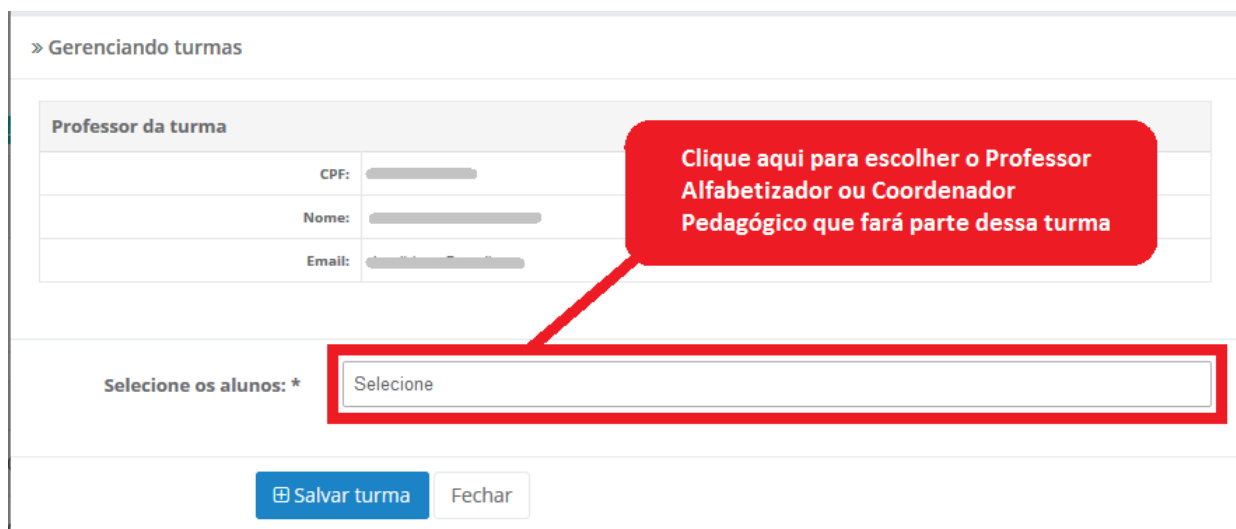 » Gerenciando turmas
Professor da turma
Clique aqui para escolher o Professor
Alfabetizador ou Coordenador
Pedagógico que fará parte dessa turma
CPF:
Nome:
Email:
Selecione os alunos: *
Selecione
Salvar turma
Fechar